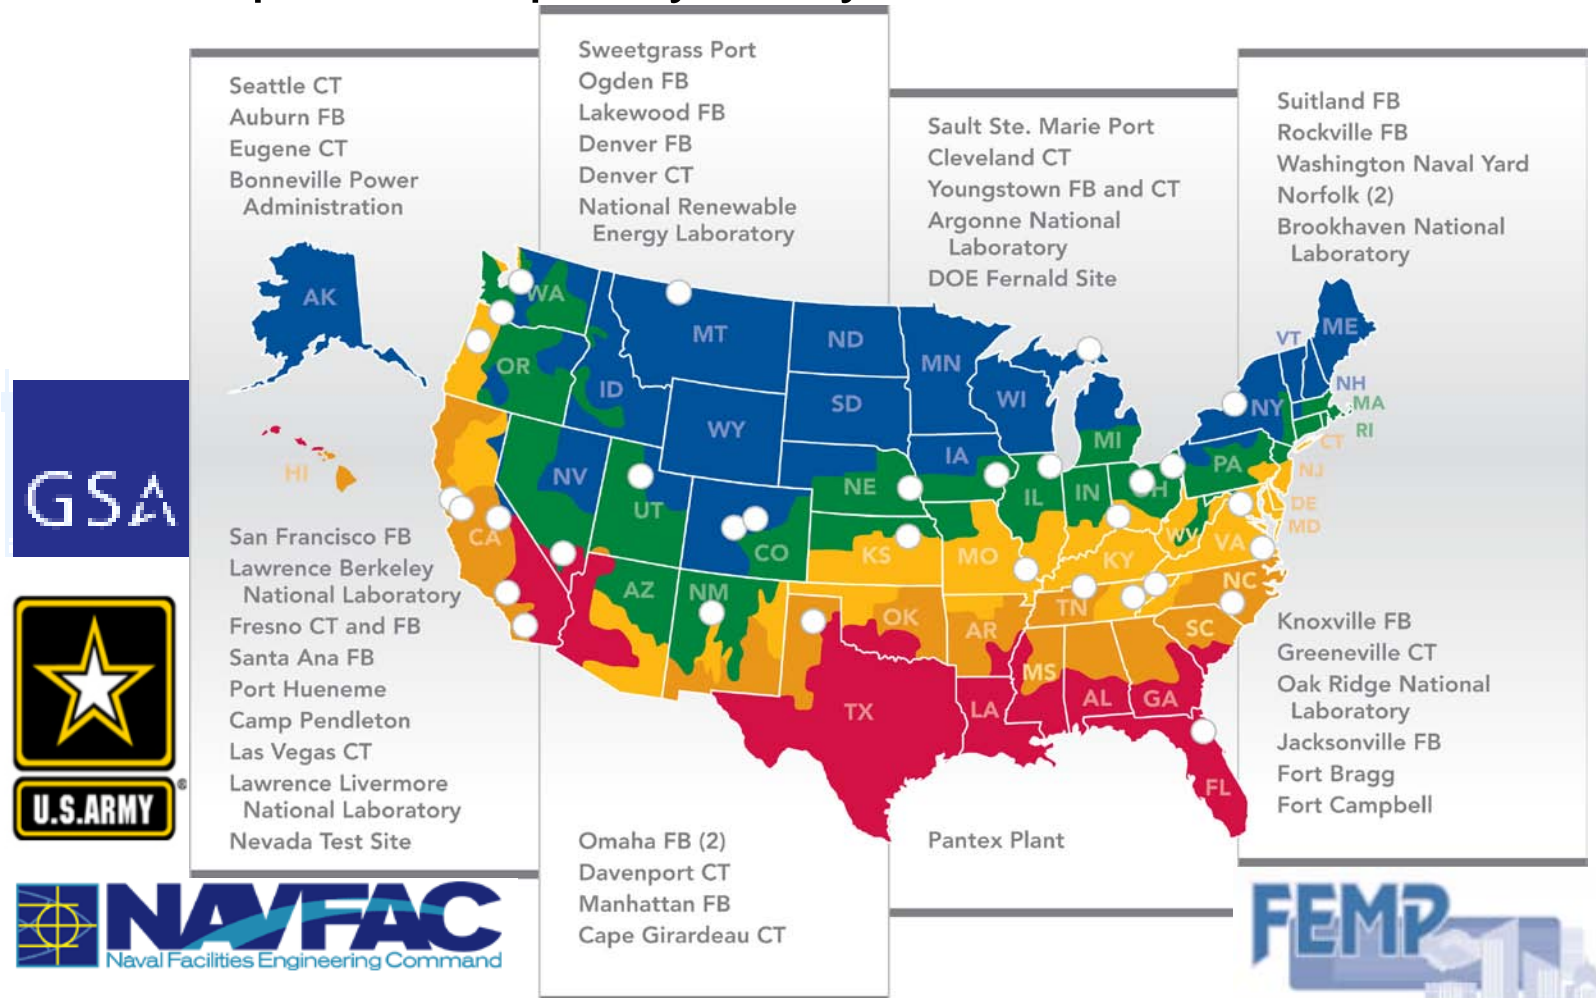 Seattle CT
Auburn FB
Eugene CT
Bonneville Power
Administration
Sweetgrass Port
Ogden FB
Lakewood FB
Denver FB
Denver CT
National Renewable
Energy Laboratory
Sault Ste. Marie Port
Cleveland CT
Youngstown FB and CT
Argonne National
Laboratory
DOE Fernald Site
Suitland FB
Rockville FB
Washington Naval Yard
Norfolk (2)
Brookhaven National
Laboratory
AK
WA
MT
ND
MN
VT
ME
OR
ID
SD
WI
NH
NY
MA
WY
MI
RI
IA
CT
HI
NV
NE
PA
NJ
UT
IL
IN
OH
DE
MD
CA
CO
KS
MO
KY
WV
VA
AZ
NM
OK
AR
TN
NC
SC
TX
LA
MS
AL
GA
FL
GSA
U.S.ARMY
®
San Francisco FB
Lawrence Berkeley
National Laboratory
Fresno CT and FB
Santa Ana FB
Port Hueneme
Camp Pendleton
Las Vegas CT
Lawrence Livermore
National Laboratory
Nevada Test Site
Omaha FB (2)
Davenport CT
Manhattan FB
Cape Girardeau CT
Pantex Plant
Knoxville FB
Greeneville CT
Oak Ridge National
Laboratory
Jacksonville FB
Fort Bragg
Fort Campbell
NAVFAC
Naval Facilities Engineering Command
FEMP